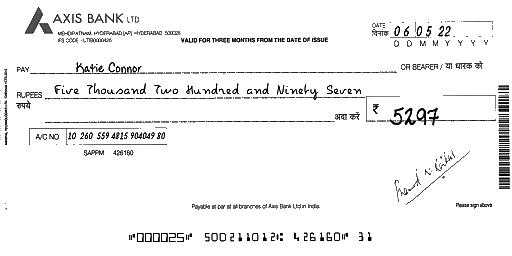 AXIS BANK LTD
MEHDIPATNAM, HYDERABAD [AP] HYDERABAD 500028
IFS CODE - UTIB0000426
VALID FOR THREE MONTHS FROM THE DATE OF ISSUE
DATE
दिनांक
06 05 22
D D M M Y Y Y Y
PAY Katie Connor OR BEARER / या धारक को
RUPEES Five Thousand Two Hundred and Ninety Seven
रुपये
अदा करें ₹ 5297
A/C NO 10 260 559 4815 904049 80
SAPPM 426160
Payable at par at all branches of Axis Bank Ltd in India.
Please sign above
⑈000025⑈ 500211012⑆ 426160⑈ 31